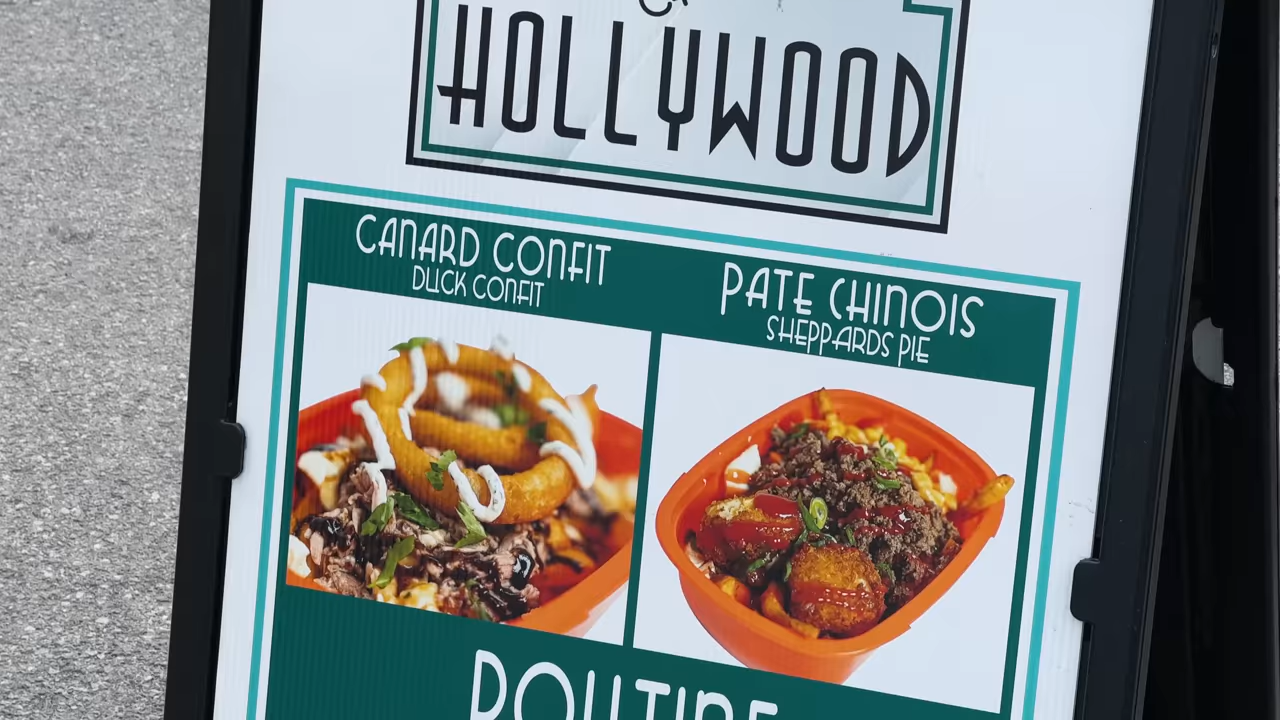 HOLLYWOOD
CANARD CONFIT
DUCK CONFIT
PATE CHINOIS
SHEPPARDS PIE
POUTINE